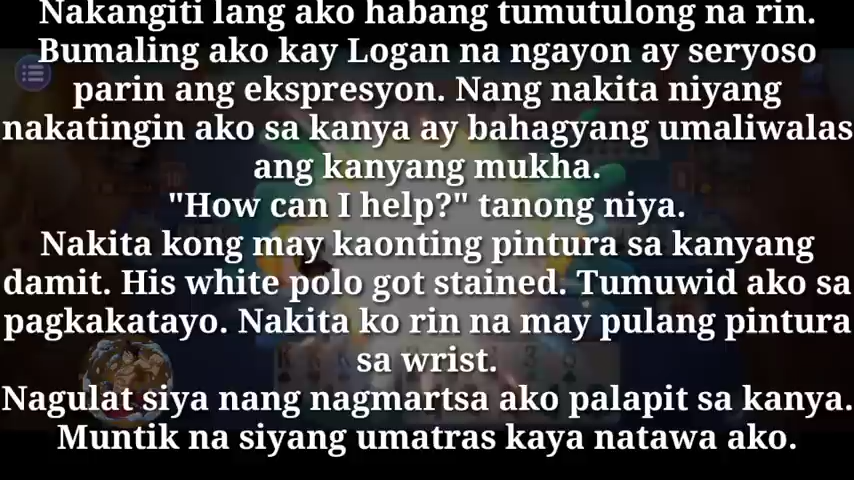 Nakangiti lang ako habang tumutulong na rin.
Bumaling ako kay Logan na ngayon ay seryoso
parin ang ekspresyon. Nang nakita niyang
nakatingin ako sa kanya ay bahagyang umaliwalas
ang kanyang mukha.
"How can I help?" tanong niya.
Nakita kong may kaonting pintura sa kanyang
damit. His white polo got stained. Tumuwid ako sa
pagkakatayo. Nakita ko rin na may pulang pintura
sa wrist.
Nagulat siya nang nagmartsa ako palapit sa kanya.
Muntik na siyang umatras kaya natawa ako.